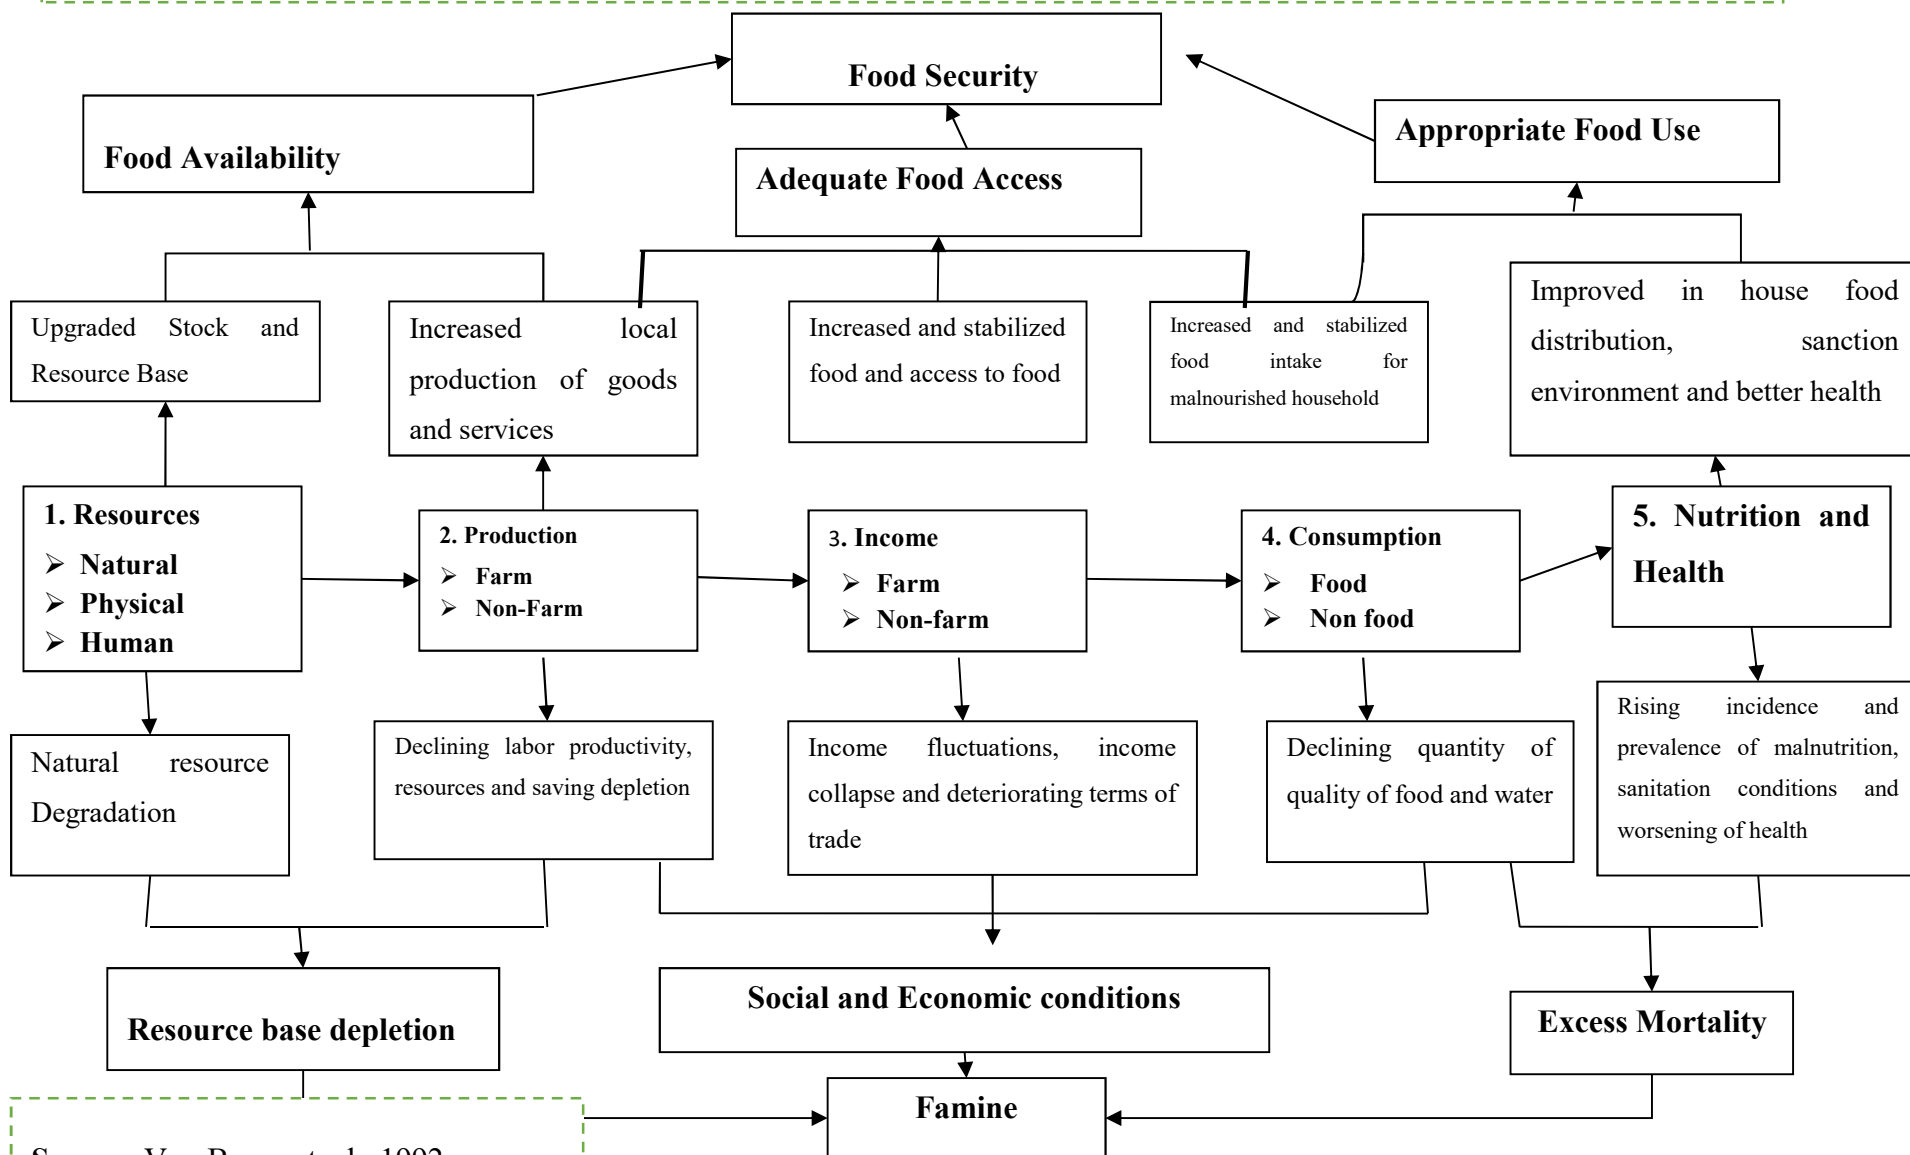 Food Security
Food Availability
Adequate Food Access
Appropriate Food Use
Upgraded Stock and
Resource Base
Increased local
production of goods
and services
Increased and stabilized
food and access to food
Increased and stabilized
food intake for
malnourished household
Improved in house food
distribution, sanction
environment and better health
1. Resources
➢ Natural
➢ Physical
➢ Human
2. Production
➢ Farm
➢ Non-Farm
3. Income
➢ Farm
➢ Non-farm
4. Consumption
➢ Food
➢ Non food
5. Nutrition and
Health
Natural resource
Degradation
Declining labor productivity,
resources and saving depletion
Income fluctuations, income
collapse and deteriorating terms of
trade
Declining quantity of
quality of food and water
Rising incidence and
prevalence of malnutrition,
sanitation conditions and
worsening of health
Resource base depletion
Social and Economic conditions
Excess Mortality
Famine